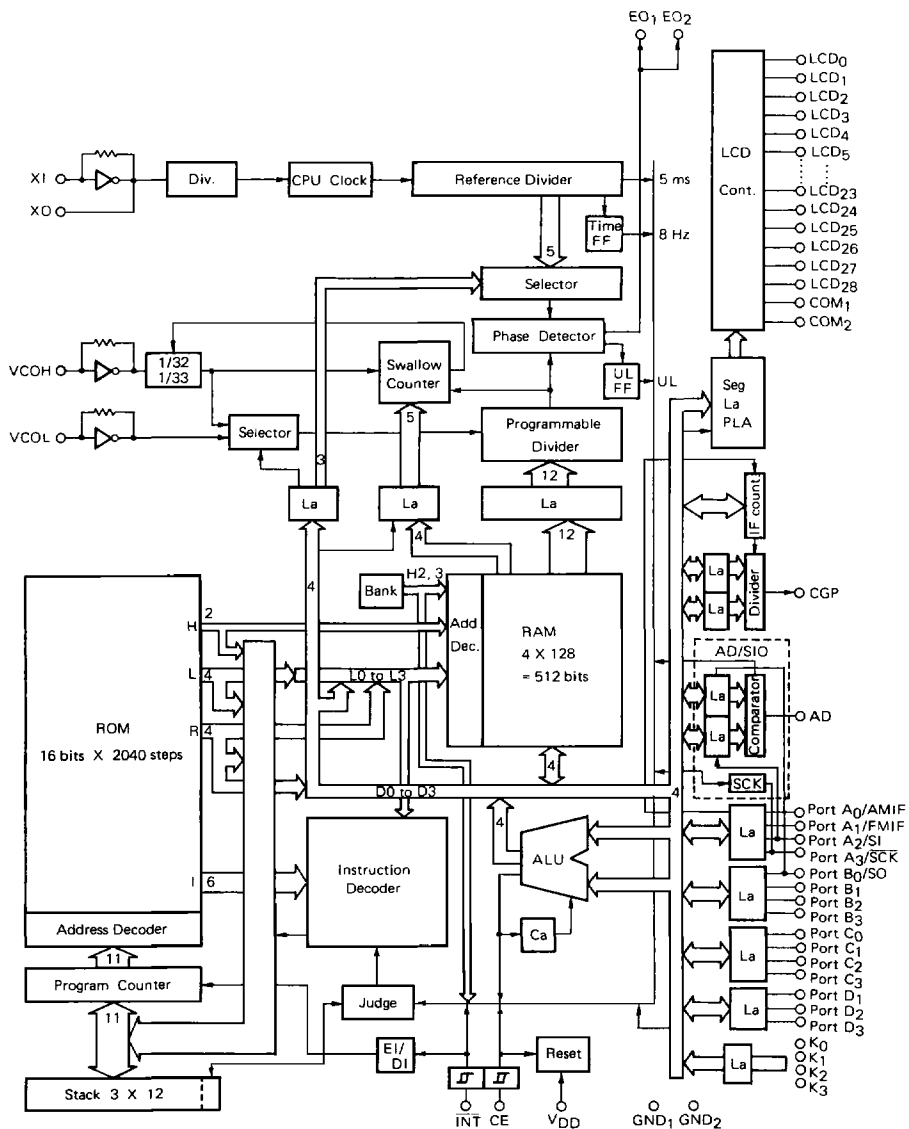 EO1 EO2
LCD0
LCD1
LCD2
LCD3
LCD4
LCD5
LCD23
LCD24
LCD25
LCD26
LCD27
LCD28
COM1
COM2
LCD
Cont.
XI
XO
Div.
CPU Clock
Reference Divider
5 ms
Time
FF
8 Hz
5
Selector
Phase Detector
UL
FF
UL
VCOH
1/32
1/33
Swallow
Counter
5
Seg
La
PLA
VCOL
Selector
3
Programmable
Divider
12
La
La
La
4
12
IF count
La
La
Divider
CGP
4
Bank
H2, 3
Add.
Dec.
RAM
4 X 128
= 512 bits
ROM
16 bits X 2040 steps
H
2
L
4
L0 to L3
R
4
D0 to D3
4
4
AD/SIO
La
La
Comparator
AD
SCK
I
6
Instruction
Decoder
4
ALU
Ca
La
Port A0/AMIF
Port A1/FMIF
Port A2/SI
Port A3/S̅C̅K̅
La
Port B0/SO
Port B1
Port B2
Port B3
La
Port C0
Port C1
Port C2
Port C3
La
Port D1
Port D2
Port D3
La
K0
K1
K2
K3
Address Decoder
11
Program Counter
11
Judge
EI/
DI
Reset
Stack 3 X 12
I̅N̅T̅
CE
VDD
GND1
GND2